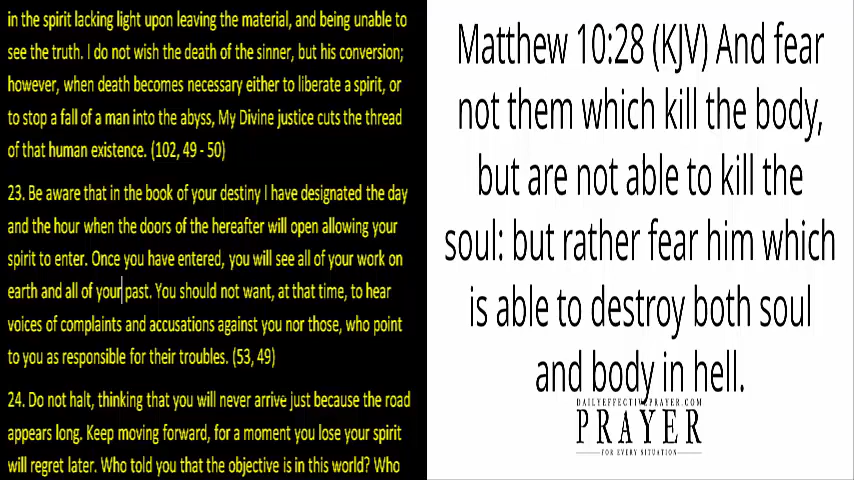 in the spirit lacking light upon leaving the material, and being unable to
see the truth. I do not wish the death of the sinner, but his conversion;
however, when death becomes necessary either to liberate a spirit, or
to stop a fall of a man into the abyss, My Divine justice cuts the thread
of that human existence. (102, 49 - 50)
23. Be aware that in the book of your destiny I have designated the day
and the hour when the doors of the hereafter will open allowing your
spirit to enter. Once you have entered, you will see all of your work on
earth and all of your past. You should not want, at that time, to hear
voices of complaints and accusations against you nor those, who point
to you as responsible for their troubles. (53, 49)
24. Do not halt, thinking that you will never arrive just because the road
appears long. Keep moving forward, for a moment you lose your spirit
will regret later. Who told you that the objective is in this world? Who
Matthew 10:28 (KJV) And fear
not them which kill the body,
but are not able to kill the
soul: but rather fear him which
is able to destroy both soul
and body in hell.
DAILYEFFECTIVEPRAYER.COM
PRAYER
FOR EVERY SITUATION